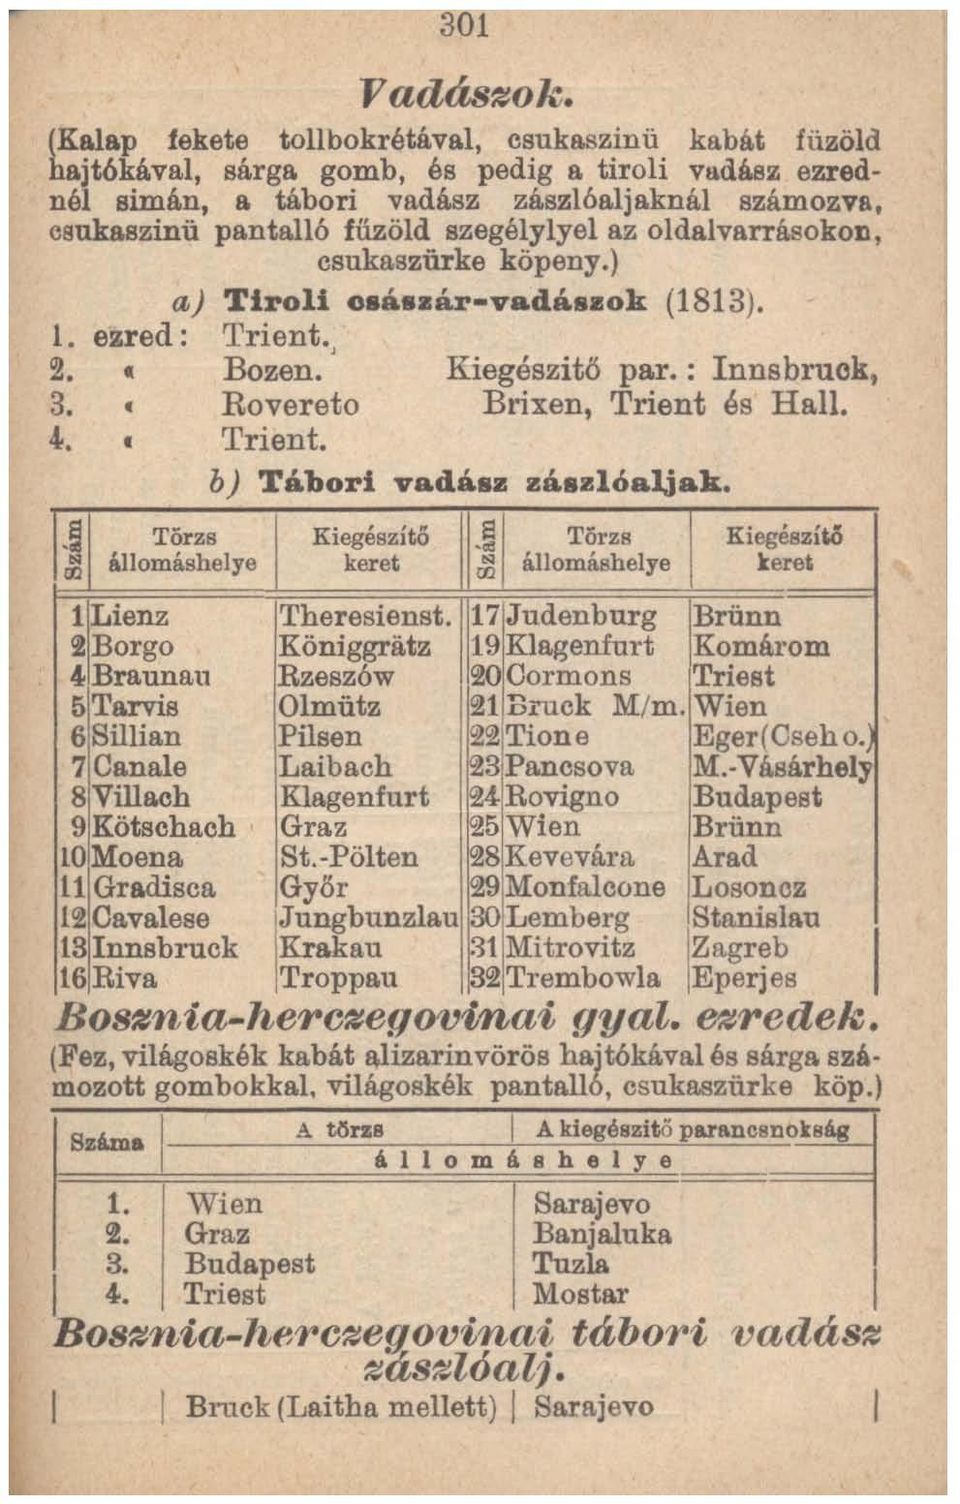 301
Vadászok.
(Kalap fekete tollbokrétával, csukaszinü kabát fűzöld
hajtókával, sárga gomb, és pedig a tiroli vadász ezred-
nél simán, a tábori vadász zászlóaljaknál számozva,
csukaszinü pantalló fűzöld szegélylyel az oldalvarrásokon,
csukaszürke köpeny.)
a) Tiroli császár-vadászok (1813).
1. ezred: Trient.
2. « Bozen. Kiegészitő par.: Innsbruck,
3. « Rovereto Brixen, Trient és Hall.
4. « Trient.
b) Tábori vadász zászlóaljak.
Szám Törzs állomáshelye Kiegészítő keret Szám Törzs állomáshelye Kiegészítő keret
1 Lienz Theresienst. 17 Judenburg Brünn
2 Borgo Königgrätz 19 Klagenfurt Komárom
4 Braunau Rzeszów 20 Cormons Triest
5 Tarvis Olmütz 21 Bruck M/m. Wien
6 Sillian Pilsen 22 Tione Eger(Cseho.)
7 Canale Laibach 23 Pancsova M.-Vásárhely
8 Villach Klagenfurt 24 Rovigno Budapest
9 Kötschach Graz 25 Wien Brünn
10 Moena St.-Pölten 28 Kevevára Arad
11 Gradisca Győr 29 Monfalcone Losoncz
12 Cavalese Jungbunzlau 30 Lemberg Stanislau
13 Innsbruck Krakau 31 Mitrovitz Zagreb
16 Riva Troppau 32 Trembowla Eperjes
Bosznia-herczegovinai gyal. ezredek.
(Fez, világoskék kabát alizarinvörös hajtókával és sárga szá-
mozott gombokkal, világoskék pantalló, csukaszürke köp.)
Száma A törzs A kiegészitő parancsnokság
állomáshelye
1. Wien Sarajevo
2. Graz Banjaluka
3. Budapest Tuzla
4. Triest Mostar
Bosznia-herczegovinai tábori vadász
zászlóalj.
Bruck (Laitha mellett) Sarajevo